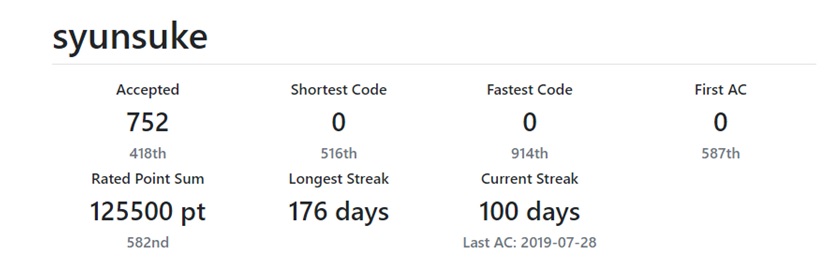 syunsuke
Accepted Shortest Code Fastest Code First AC
752 0 0 0
418th 516th 914th 587th
Rated Point Sum Longest Streak Current Streak
125500 pt 176 days 100 days
582nd Last AC: 2019-07-28